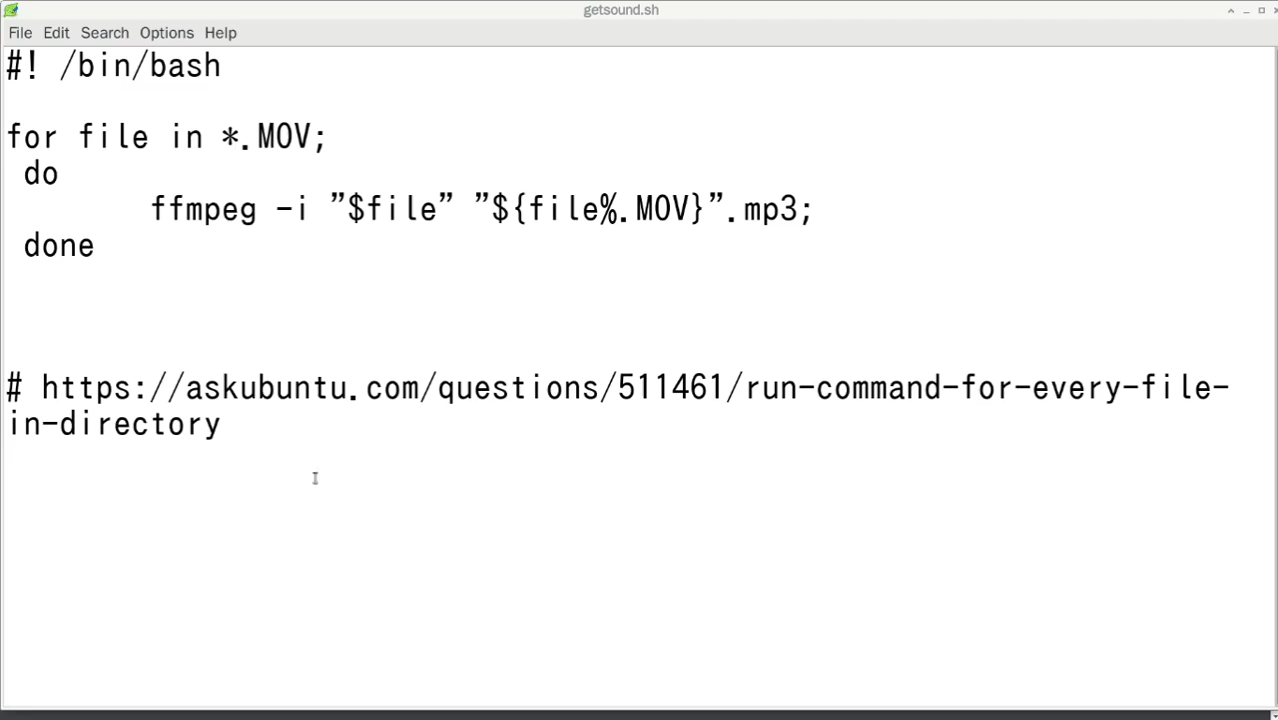 getsound.sh
File Edit Search Options Help
#! /bin/bash
for file in *.MOV;
do
ffmpeg -i "$file" "${file%.MOV}".mp3;
done
# https://askubuntu.com/questions/511461/run-command-for-every-file-
in-directory